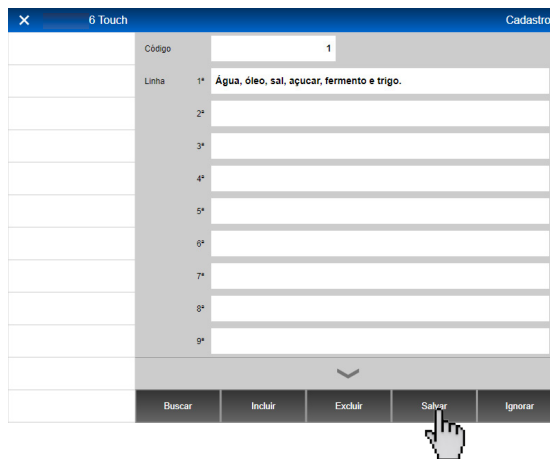 6 Touch Cadastro
Código 1
Linha 1ª Água, óleo, sal, açucar, fermento e trigo.
2ª
3ª
4ª
5ª
6ª
7ª
8ª
9ª
Buscar Incluir Excluir Salvar Ignorar